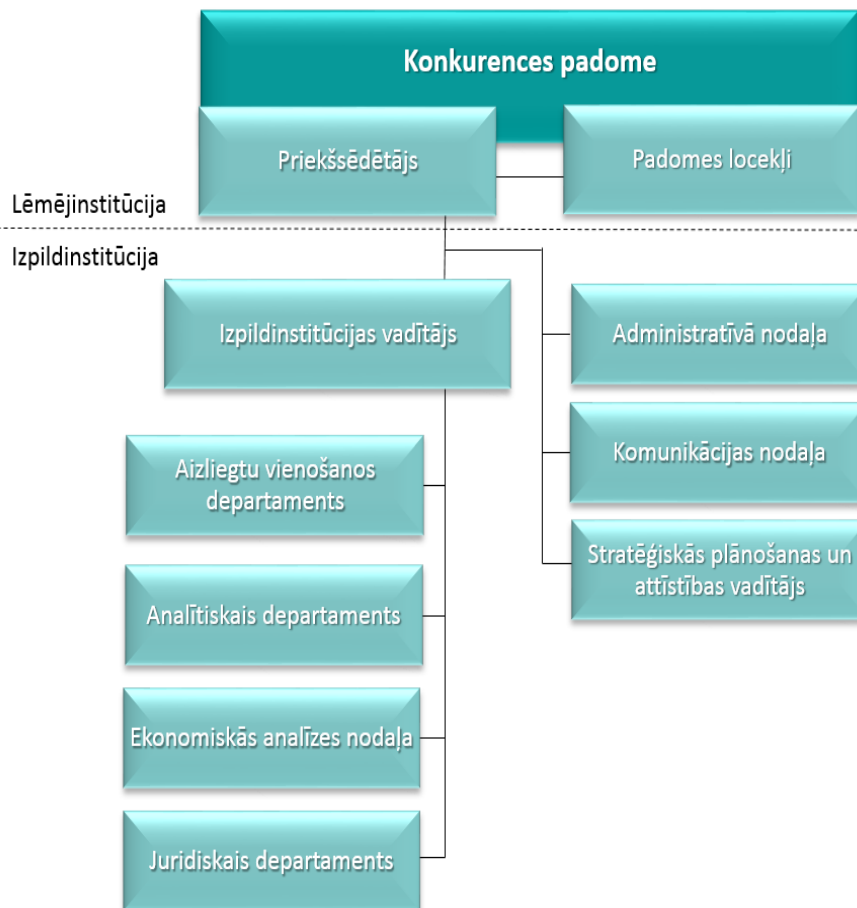 Konkurences padome
Priekšsēdētājs
Padomes locekļi
Lēmējinstitūcija
Izpildinstitūcija
Izpildinstitūcijas vadītājs
Administratīvā nodaļa
Komunikācijas nodaļa
Stratēģiskās plānošanas un
attīstības vadītājs
Aizliegtu vienošanos
departaments
Analītiskais departaments
Ekonomiskās analīzes nodaļa
Juridiskais departaments